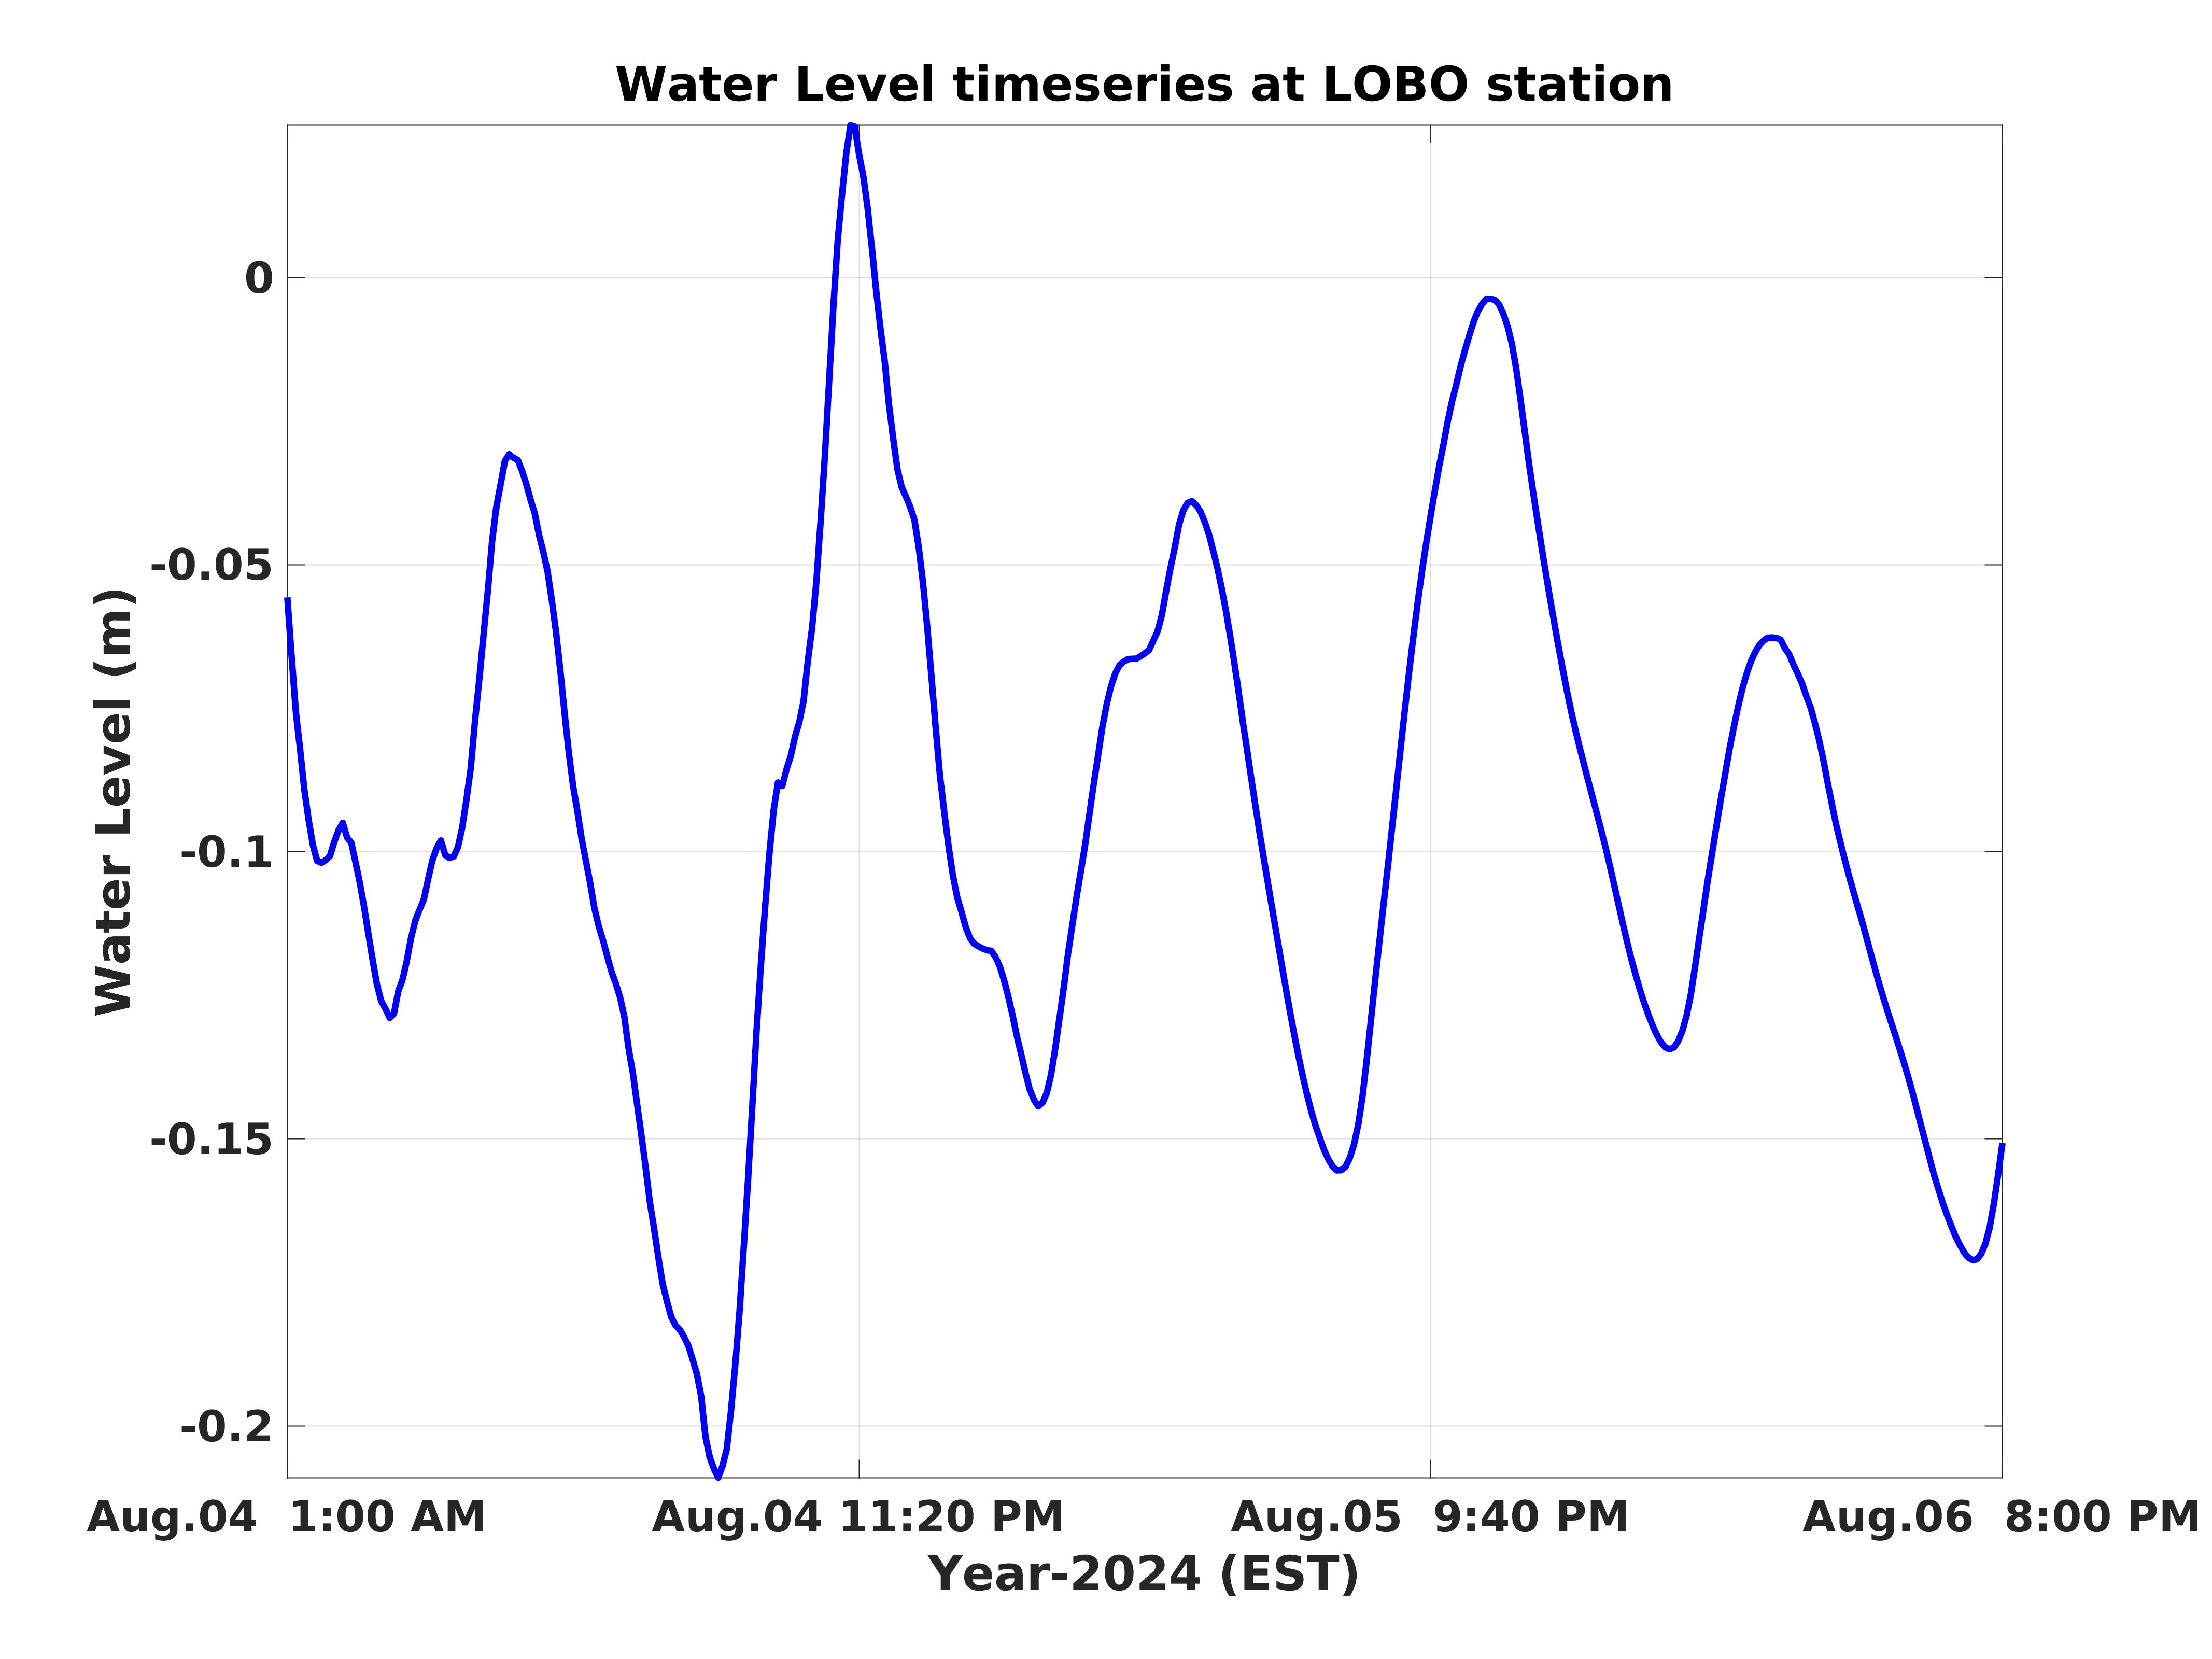 Water Level timeseries at LOBO station
Water Level (m)
0
-0.05
-0.1
-0.15
-0.2
Aug.04  1:00 AM
Aug.04 11:20 PM
Aug.05  9:40 PM
Aug.06  8:00 PM
Year-2024 (EST)